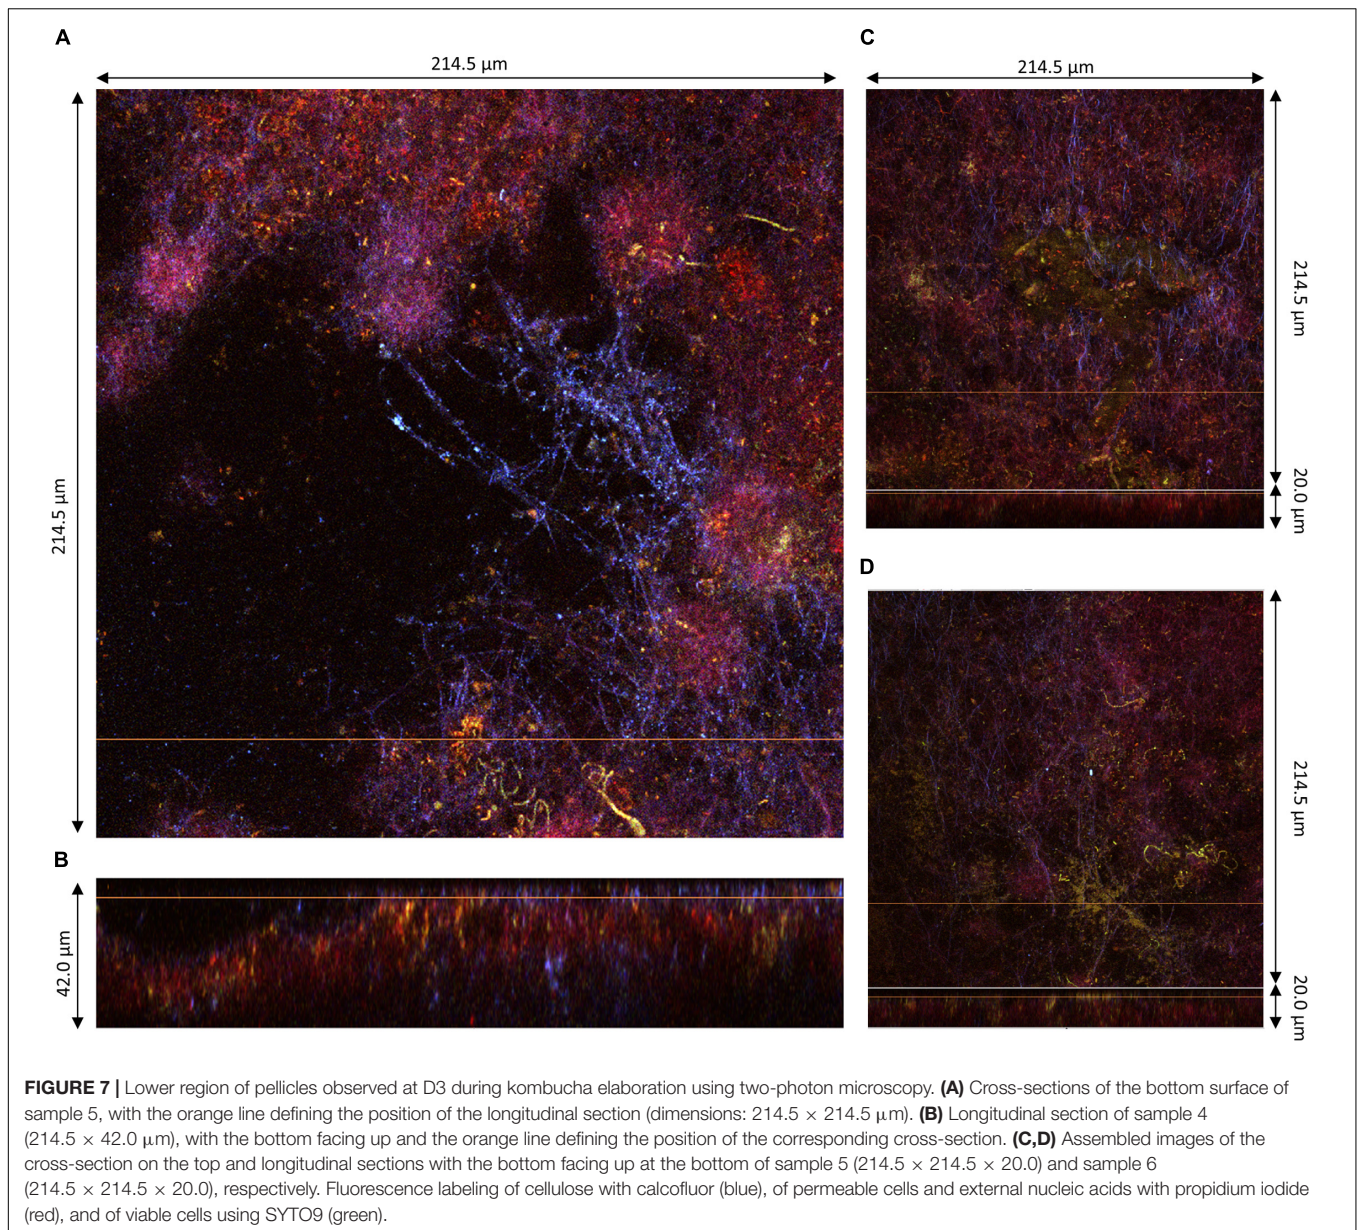 A
214.5 µm
214.5 µm
B
42.0 µm
C
214.5 µm
214.5 µm
20.0 µm
D
214.5 µm
20.0 µm
FIGURE 7 | Lower region of pellicles observed at D3 during kombucha elaboration using two-photon microscopy. (A) Cross-sections of the bottom surface of
sample 5, with the orange line defining the position of the longitudinal section (dimensions: 214.5 × 214.5 µm). (B) Longitudinal section of sample 4
(214.5 × 42.0 µm), with the bottom facing up and the orange line defining the position of the corresponding cross-section. (C,D) Assembled images of the
cross-section on the top and longitudinal sections with the bottom facing up at the bottom of sample 5 (214.5 × 214.5 × 20.0) and sample 6
(214.5 × 214.5 × 20.0), respectively. Fluorescence labeling of cellulose with calcofluor (blue), of permeable cells and external nucleic acids with propidium iodide
(red), and of viable cells using SYTO9 (green).